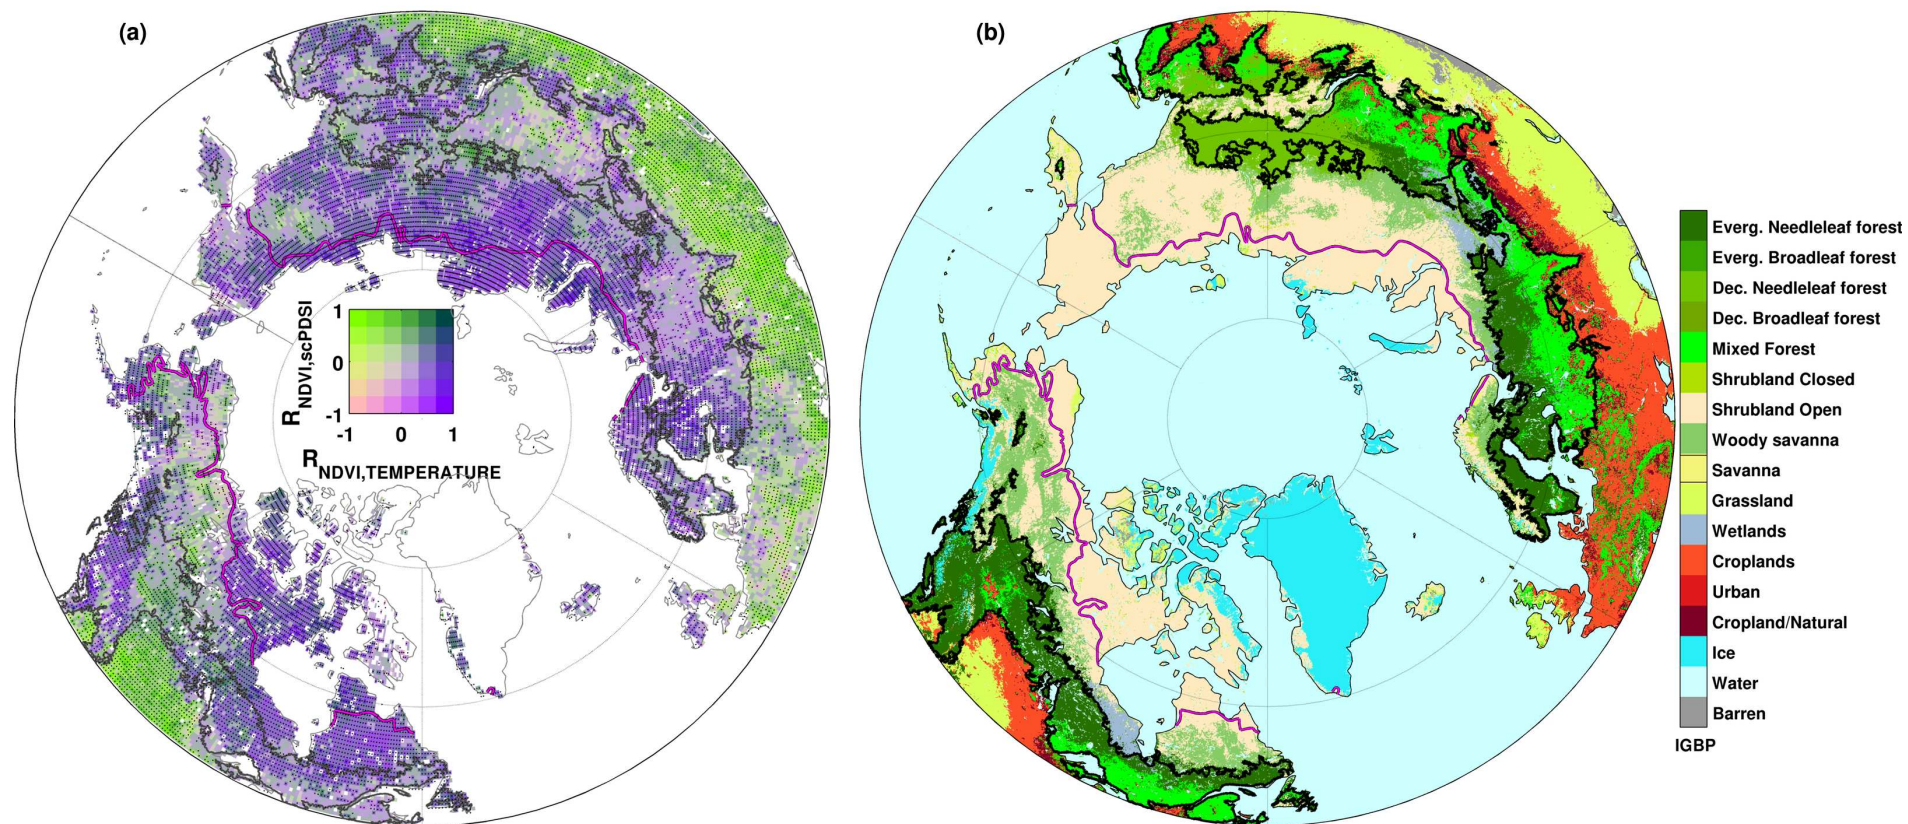 (a)
(b)
R NDVI,scPDSI
1
0
-1
-1 0 1
R NDVI,TEMPERATURE
Everg. Needleleaf forest
Everg. Broadleaf forest
Dec. Needleleaf forest
Dec. Broadleaf forest
Mixed Forest
Shrubland Closed
Shrubland Open
Woody savanna
Savanna
Grassland
Wetlands
Croplands
Urban
Cropland/Natural
Ice
Water
Barren
IGBP